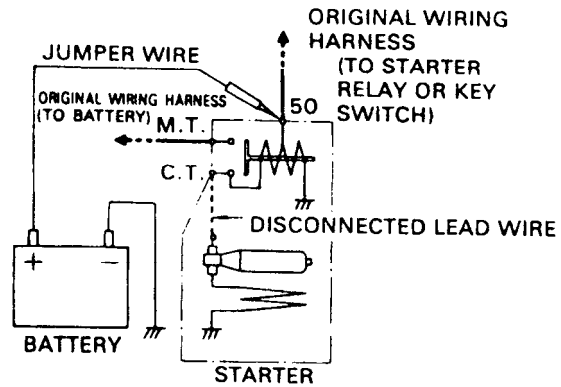 ORIGINAL WIRING
HARNESS
(TO STARTER
RELAY OR KEY
SWITCH)
JUMPER WIRE
ORIGINAL WIRING HARNESS
(TO BATTERY)
50
M.T.
C.T.
DISCONNECTED LEAD WIRE
+ −
BATTERY
STARTER